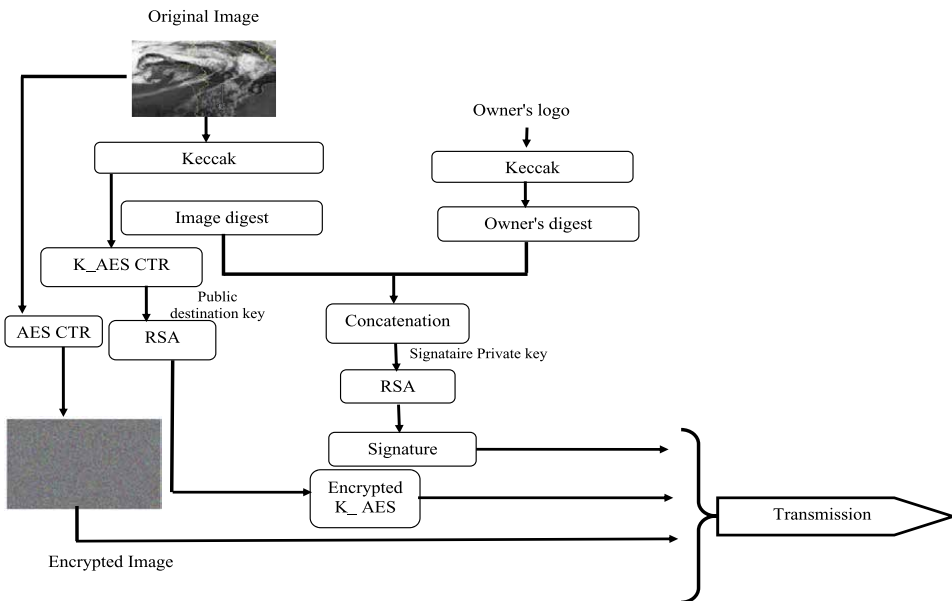 Original Image
Owner's logo
Keccak
Keccak
Image digest
Owner's digest
K_AES CTR
Public
destination key
AES CTR
RSA
Concatenation
Signataire Private key
RSA
Signature
Encrypted
K_ AES
Transmission
Encrypted Image